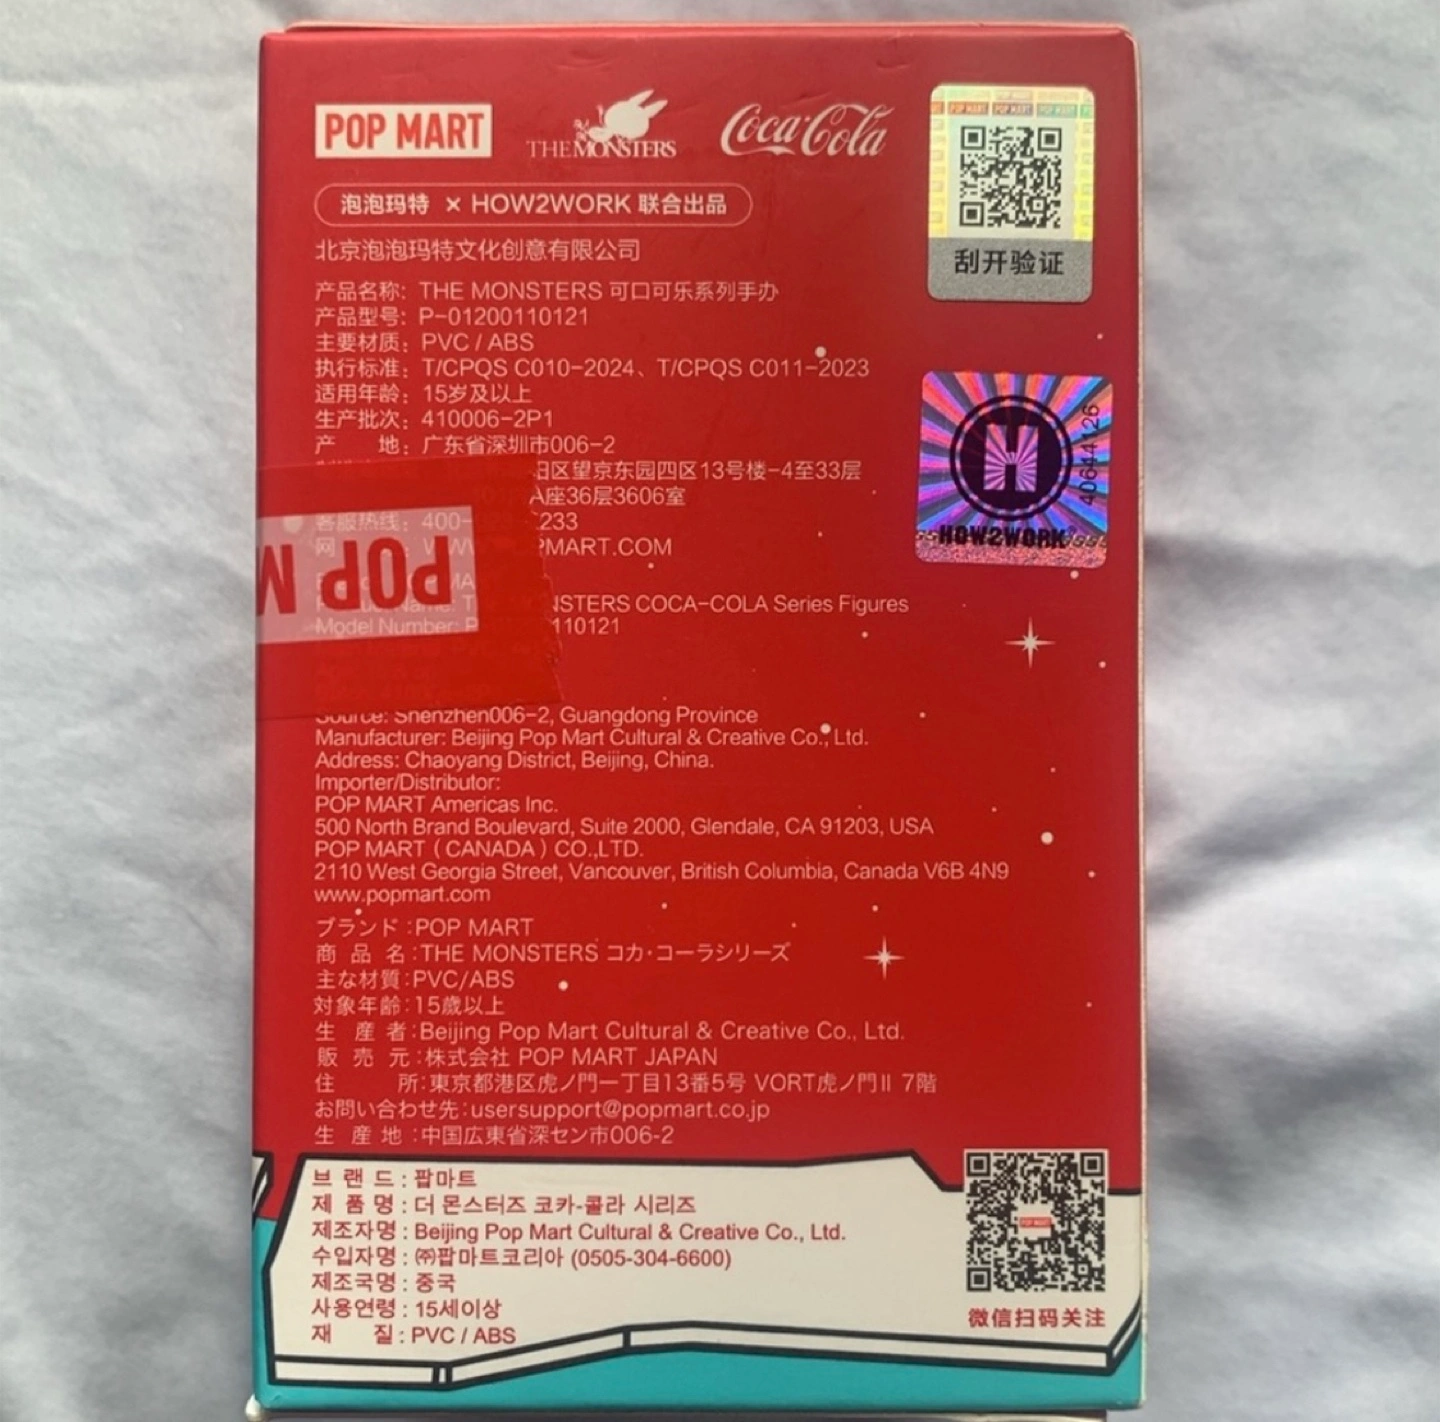 POP MART
THE MONSTERS
Coca-Cola
POP MART POP MART POP MART
刮开验证
泡泡玛特 × HOW2WORK 联合出品
北京泡泡玛特文化创意有限公司
产品名称: THE MONSTERS 可口可乐系列手办
产品型号: P-01200110121
主要材质: PVC / ABS
执行标准: T/CPQS C010-2024、T/CPQS C011-2023
适用年龄: 15岁及以上
生产批次: 410006-2P1
产 地: 广东省深圳市006-2
区望京东园四区13号楼-4至33层
A座36层3606室
客服热线: 400- 233
网 : WWW. PMART.COM
H
HOW2WORK
40644126
POP M
Name: T NSTERS COCA-COLA Series Figures
Model Number: P 110121
Source: Shenzhen006-2, Guangdong Province
Manufacturer: Beijing Pop Mart Cultural & Creative Co., Ltd.
Address: Chaoyang District, Beijing, China.
Importer/Distributor:
POP MART Americas Inc.
500 North Brand Boulevard, Suite 2000, Glendale, CA 91203, USA
POP MART ( CANADA ) CO.,LTD.
2110 West Georgia Street, Vancouver, British Columbia, Canada V6B 4N9
www.popmart.com
ブランド:POP MART
商 品 名:THE MONSTERS コカ·コーラシリーズ
主な材質:PVC/ABS
対象年齢:15歳以上
生 産 者:Beijing Pop Mart Cultural & Creative Co., Ltd.
販 売 元:株式会社 POP MART JAPAN
住 所:東京都港区虎ノ門一丁目13番5号 VORT虎ノ門II 7階
お問い合わせ先:usersupport@popmart.co.jp
生 産 地:中国広東省深セン市006-2
브 랜 드 : 팝마트
제 품 명 : 더 몬스터즈 코카-콜라 시리즈
제조자명 : Beijing Pop Mart Cultural & Creative Co., Ltd.
수입자명 : ㈜팝마트코리아 (0505-304-6600)
제조국명 : 중국
사용연령 : 15세이상
재 질 : PVC / ABS
POP MART
微信扫码关注